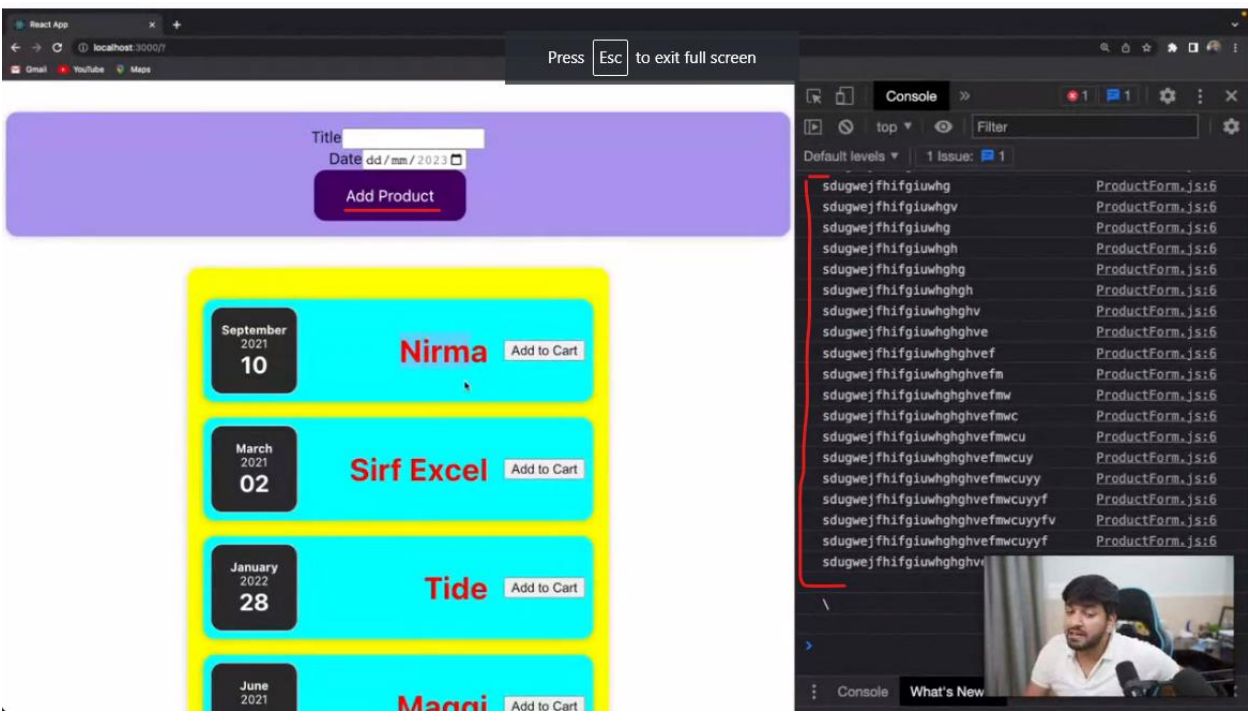 React App
localhost:3000/?
Gmail YouTube Maps
Press Esc to exit full screen
Title
Date dd/mm/2023
Add Product
September
2021
10
Nirma Add to Cart
March
2021
02
Sirf Excel Add to Cart
January
2022
28
Tide Add to Cart
June
2021
Maggi Add to Cart
Console » 1 1
top Filter
Default levels 1 Issue: 1
sdugwejfhifgiuwhg ProductForm.js:6
sdugwejfhifgiuwhgv ProductForm.js:6
sdugwejfhifgiuwhg ProductForm.js:6
sdugwejfhifgiuwhgh ProductForm.js:6
sdugwejfhifgiuwhghg ProductForm.js:6
sdugwejfhifgiuwhghgh ProductForm.js:6
sdugwejfhifgiuwhghghv ProductForm.js:6
sdugwejfhifgiuwhghghve ProductForm.js:6
sdugwejfhifgiuwhghghvef ProductForm.js:6
sdugwejfhifgiuwhghghvefm ProductForm.js:6
sdugwejfhifgiuwhghghvefmw ProductForm.js:6
sdugwejfhifgiuwhghghvefmwc ProductForm.js:6
sdugwejfhifgiuwhghghvefmwcu ProductForm.js:6
sdugwejfhifgiuwhghghvefmwcuy ProductForm.js:6
sdugwejfhifgiuwhghghvefmwcuyy ProductForm.js:6
sdugwejfhifgiuwhghghvefmwcuyyf ProductForm.js:6
sdugwejfhifgiuwhghghvefmwcuyyfv ProductForm.js:6
sdugwejfhifgiuwhghghvefmwcuyyf ProductForm.js:6
sdugwejfhifgiuwhghghv
\
Console What's New